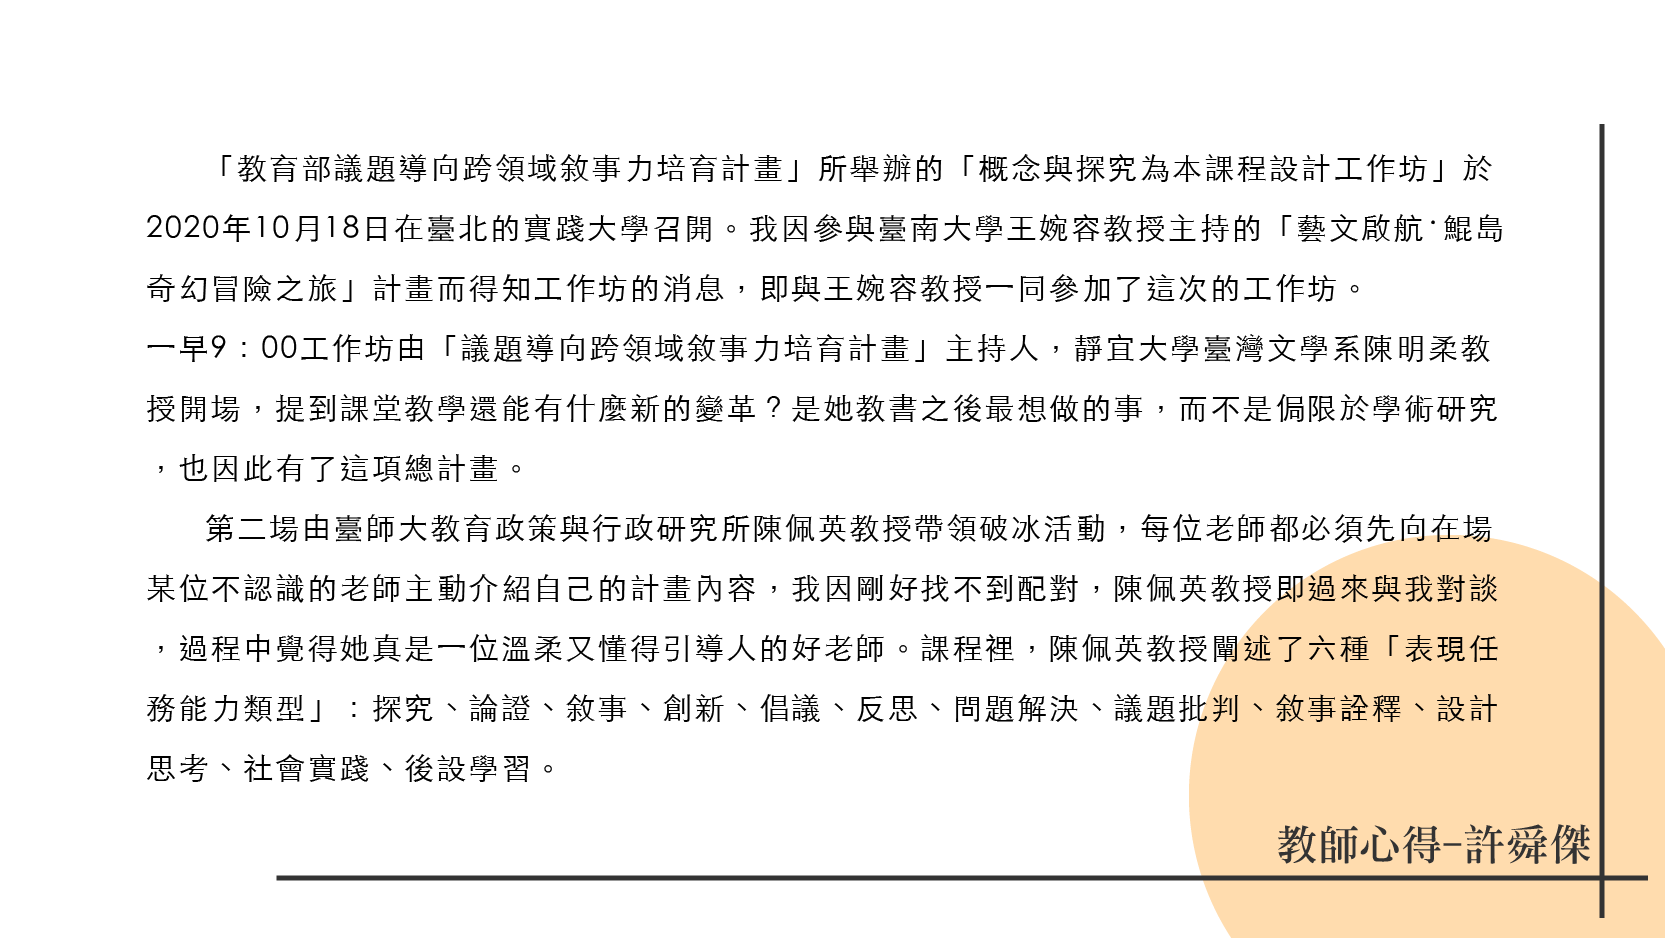 「教育部議題導向跨領域敘事力培育計畫」所舉辦的「概念與探究為本課程設計工作坊」於
2020年10月18日在臺北的實踐大學召開。我因參與臺南大學王婉容教授主持的「藝文啟航˙鯤島
奇幻冒險之旅」計畫而得知工作坊的消息，即與王婉容教授一同參加了這次的工作坊。
一早9：00工作坊由「議題導向跨領域敘事力培育計畫」主持人，靜宜大學臺灣文學系陳明柔教
授開場，提到課堂教學還能有什麼新的變革？是她教書之後最想做的事，而不是侷限於學術研究
，也因此有了這項總計畫。
第二場由臺師大教育政策與行政研究所陳佩英教授帶領破冰活動，每位老師都必須先向在場
某位不認識的老師主動介紹自己的計畫內容，我因剛好找不到配對，陳佩英教授即過來與我對談
，過程中覺得她真是一位溫柔又懂得引導人的好老師。課程裡，陳佩英教授闡述了六種「表現任
務能力類型」：探究、論證、敘事、創新、倡議、反思、問題解決、議題批判、敘事詮釋、設計
思考、社會實踐、後設學習。
教師心得-許舜傑